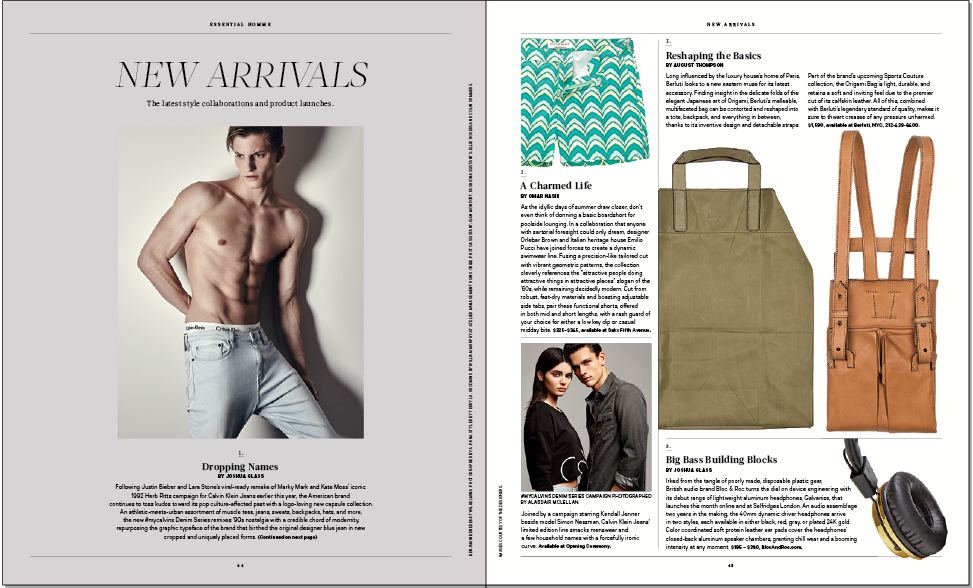 ESSENTIAL HOMME
NEW ARRIVALS
The latest style collaborations and product launches.
Calvin Klein
1.
Dropping Names
BY JOSHUA GLASS
Following Justin Bieber and Lara Stone's viral-ready remake of Marky Mark and Kate Moss' iconic
1992 Herb Ritts campaign for Calvin Klein Jeans earlier this year, the American brand
continues to toss kudos toward its pop culture-affected past with a logo-loving new capsule collection.
An athletic-meets-urban assortment of muscle tees, jeans, sweats, backpacks, hats, and more,
the new #mycalvins Denim Series remixes '90s nostalgia with a credible chord of modernity,
repurposing the graphic typeface of the brand that birthed the original designer blue jean in new
cropped and uniquely placed forms. (Continued on next page)
44
NEW ARRIVALS
2.
A Charmed Life
BY OMAR NASIR
As the idyllic days of summer draw closer, don't
even think of donning a basic boardshort for
poolside lounging. In a collaboration that anyone
with sartorial foresight could only dream, designer
Orlebar Brown and Italian heritage house Emilio
Pucci have joined forces to create a dynamic
swimwear line. Fusing a precision-like tailored cut
with vibrant geometric patterns, the collection
cleverly references the "attractive people doing
attractive things in attractive places" slogan of the
'60s, while remaining decidedly modern. Cut from
robust, fast-dry materials and boasting adjustable
side tabs, pair these functional shorts, offered
in both mid and short lengths, with a rash guard of
your choice for either a low key dip or casual
midday bite. $325–$365, available at Saks Fifth Avenue.
#MYCALVINS DENIM SERIES CAMPAIGN PHOTOGRAPHED
BY ALASDAIR MCLELLAN.
Joined by a campaign starring Kendall Jenner
beside model Simon Nessman, Calvin Klein Jeans'
limited edition line smacks menswear and
a few household names with a forcefully ironic
curve. Available at Opening Ceremony.
IMAGES COURTESY OF THE DESIGNERS.
Reshaping the Basics
BY AUGUST THOMPSON
Long influenced by the luxury house's home of Paris,
Berluti looks to a new eastern muse for its latest
accessory. Finding insight in the delicate folds of the
elegant Japanese art of Origami, Berluti's malleable,
multifaceted bag can be contorted and reshaped into
a tote, backpack, and everything in between,
thanks to its inventive design and detachable straps
Part of the brand's upcoming Sports Couture
collection, the Origami Bag is light, durable, and
retains a soft and inviting feel due to the premier
cut of its calfskin leather. All of this, combined
with Berluti's legendary standard of quality, makes it
sure to thwart creases of any pressure unharmed.
Big Bass Building Blocks
BY JOSHUA GLASS
Irked from the tangle of poorly made, disposable plastic gear,
British audio brand Bloc & Roc turns the dial on device engineering with
its debut range of lightweight aluminum headphones, Galvanize, that
launches this month online and at Selfridges London. An audio assemblage
two years in the making, the 40mm dynamic driver headphones arrive
in two styles, each available in either black, red, gray, or plated 24K gold.
Color coordinated soft protein leather ear pads cover the headphones'
closed-back aluminum speaker chambers, granting chill wear and a booming
intensity at any moment. BlocAndRoc.com.